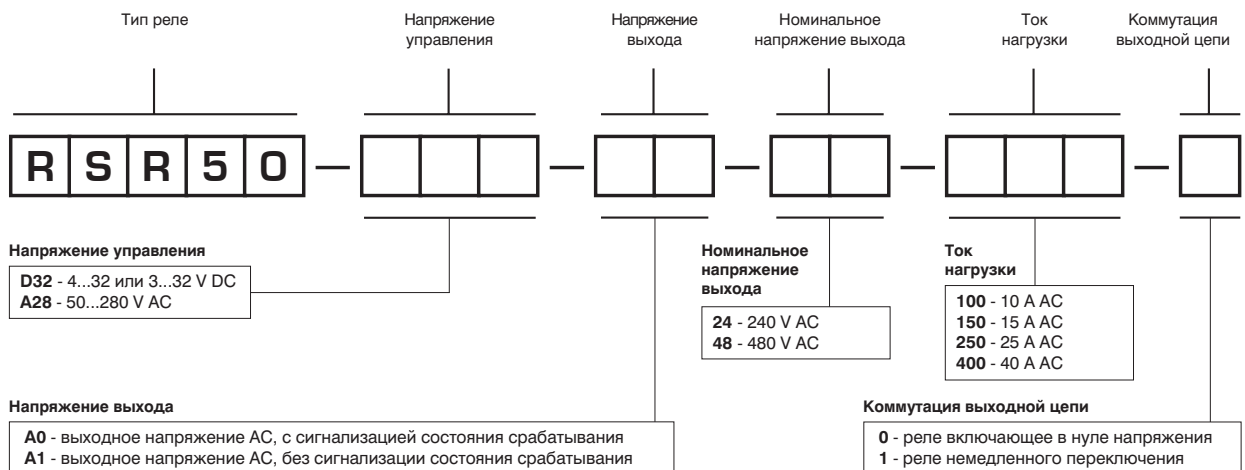 Тип реле
Напряжение
управления
Напряжение
выхода
Номинальное
напряжение выхода
Ток
нагрузки
Коммутация
выходной цепи
RSR50 — — — — —
Напряжение управления
D32 - 4...32 или 3...32 V DC
A28 - 50...280 V AC
Номинальное
напряжение
выхода
24 - 240 V AC
48 - 480 V AC
Ток
нагрузки
100 - 10 A AC
150 - 15 A AC
250 - 25 A AC
400 - 40 A AC
Напряжение выхода
A0 - выходное напряжение AC, с сигнализацией состояния срабатывания
A1 - выходное напряжение AC, без сигнализации состояния срабатывания
Коммутация выходной цепи
0 - реле включающее в нуле напряжения
1 - реле немедленного переключения